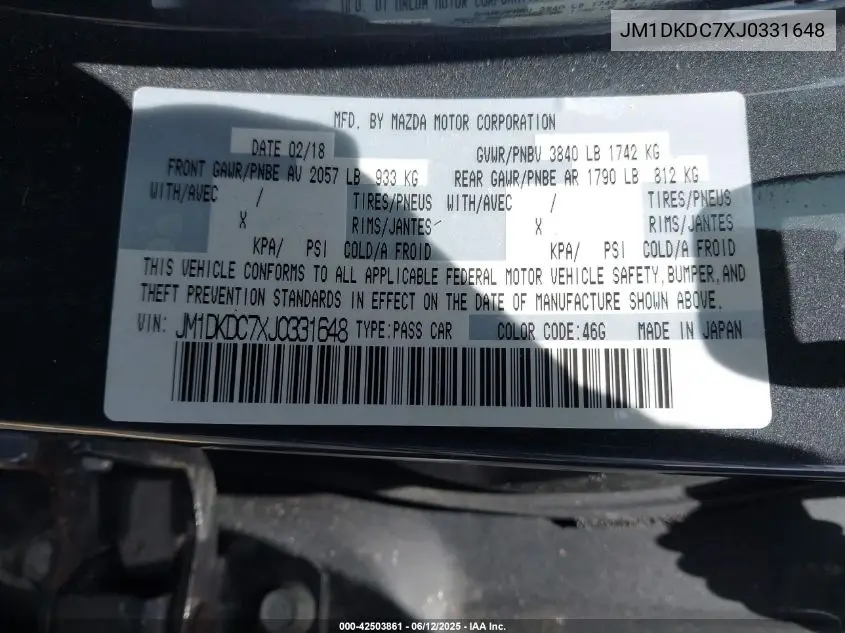 JM1DKDC7XJ0331648
MFD. BY MAZDA MOTOR CORPORATION
DATE 02/18 GVWR/PNBV 3840 LB 1742 KG
FRONT GAWR/PNBE AV 2057 LB 933 KG REAR GAWR/PNBE AR 1790 LB 812 KG
WITH/AVEC / TIRES/PNEUS WITH/AVEC / TIRES/PNEUS
X RIMS/JANTES X RIMS/JANTES
KPA/ PSI COLD/A FROID KPA/ PSI COLD/A FROID
THIS VEHICLE CONFORMS TO ALL APPLICABLE FEDERAL MOTOR VEHICLE SAFETY, BUMPER, AND
THEFT PREVENTION STANDARDS IN EFFECT ON THE DATE OF MANUFACTURE SHOWN ABOVE.
VIN: JM1DKDC7XJ0331648 TYPE: PASS CAR COLOR CODE: 46G MADE IN JAPAN
000-42503861 - 06/12/2025 - IAA Inc.